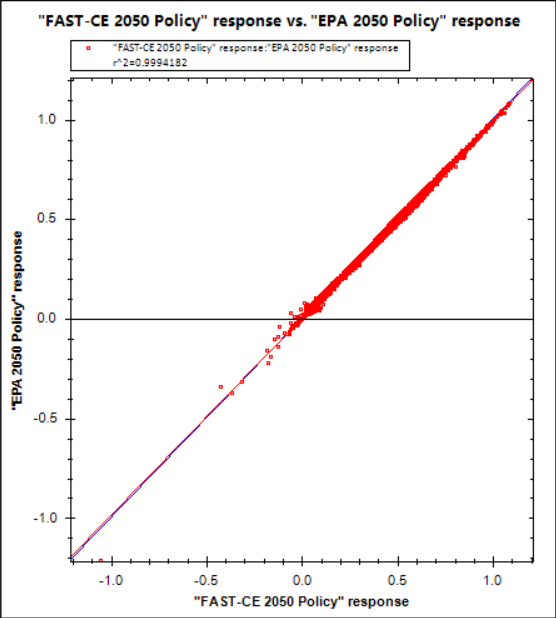 "FAST-CE 2050 Policy" response vs. "EPA 2050 Policy" response
"FAST-CE 2050 Policy" response:"EPA 2050 Policy" response
r^2=0.9994182
1.0
0.5
0.0
-0.5
-1.0
"EPA 2050 Policy" response
-1.0 -0.5 0.0 0.5 1.0
"FAST-CE 2050 Policy" response